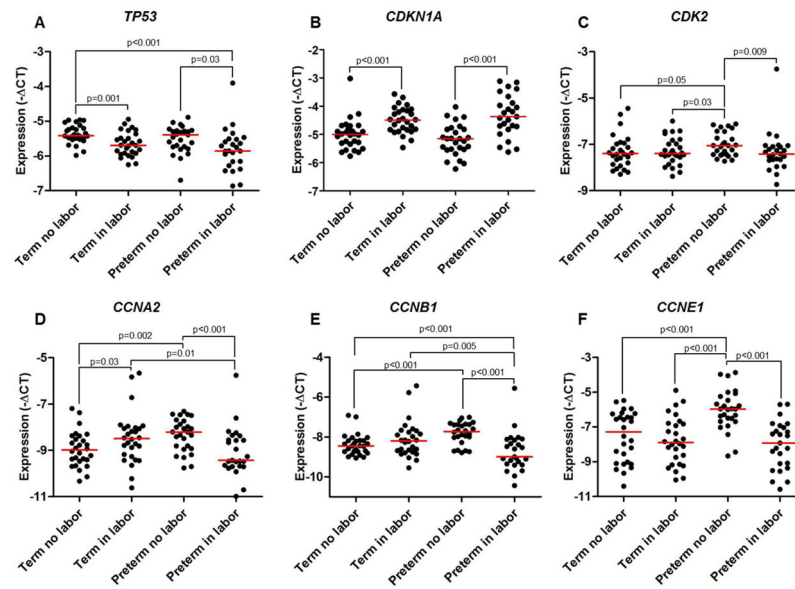 A TP53
Expression (-ΔCT)
p<0.001
p=0.03
p=0.001
-3
-4
-5
-6
-7
Term no labor
Term in labor
Preterm no labor
Preterm in labor
B CDKN1A
Expression (-ΔCT)
p<0.001
p<0.001
-2
-3
-4
-5
-6
-7
Term no labor
Term in labor
Preterm no labor
Preterm in labor
C CDK2
Expression (-ΔCT)
p=0.009
p=0.05
p=0.03
-3
-5
-7
-9
Term no labor
Term in labor
Preterm no labor
Preterm in labor
D CCNA2
Expression (-ΔCT)
p=0.002
p<0.001
p=0.03
p=0.01
-5
-7
-9
-11
Term no labor
Term in labor
Preterm no labor
Preterm in labor
E CCNB1
Expression (-ΔCT)
p<0.001
p=0.005
p<0.001
p<0.001
-4
-6
-8
-10
Term no labor
Term in labor
Preterm no labor
Preterm in labor
F CCNE1
Expression (-ΔCT)
p<0.001
p<0.001
p<0.001
-3
-5
-7
-9
-11
Term no labor
Term in labor
Preterm no labor
Preterm in labor